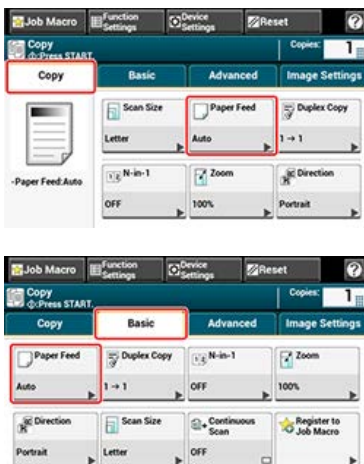 Job Macro Function Settings Device Settings Reset ?
Copy Copies: 1
Press START.
Copy Basic Advanced Image Settings
Scan Size Paper Feed Duplex Copy
Letter Auto 1→1
-Paper Feed:Auto
N-in-1 Zoom Direction
OFF 100% Portrait
Job Macro Function Settings Device Settings Reset ?
Copy Copies: 1
Press START.
Copy Basic Advanced Image Settings
Paper Feed Duplex Copy N-in-1 Zoom
Auto 1→1 OFF 100%
Direction Scan Size Continuous Scan Register to Job Macro
Portrait Letter OFF